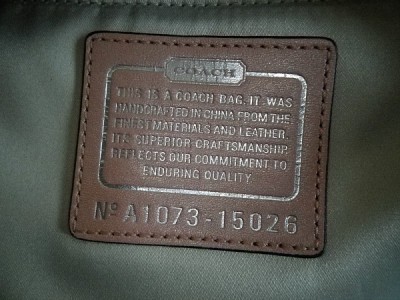 COACH
THIS IS A COACH BAG. IT WAS
HANDCRAFTED IN CHINA FROM THE
FINEST MATERIALS AND LEATHER.
ITS SUPERIOR CRAFTSMANSHIP
REFLECTS OUR COMMITMENT TO
ENDURING QUALITY.
Nº A1073-15026